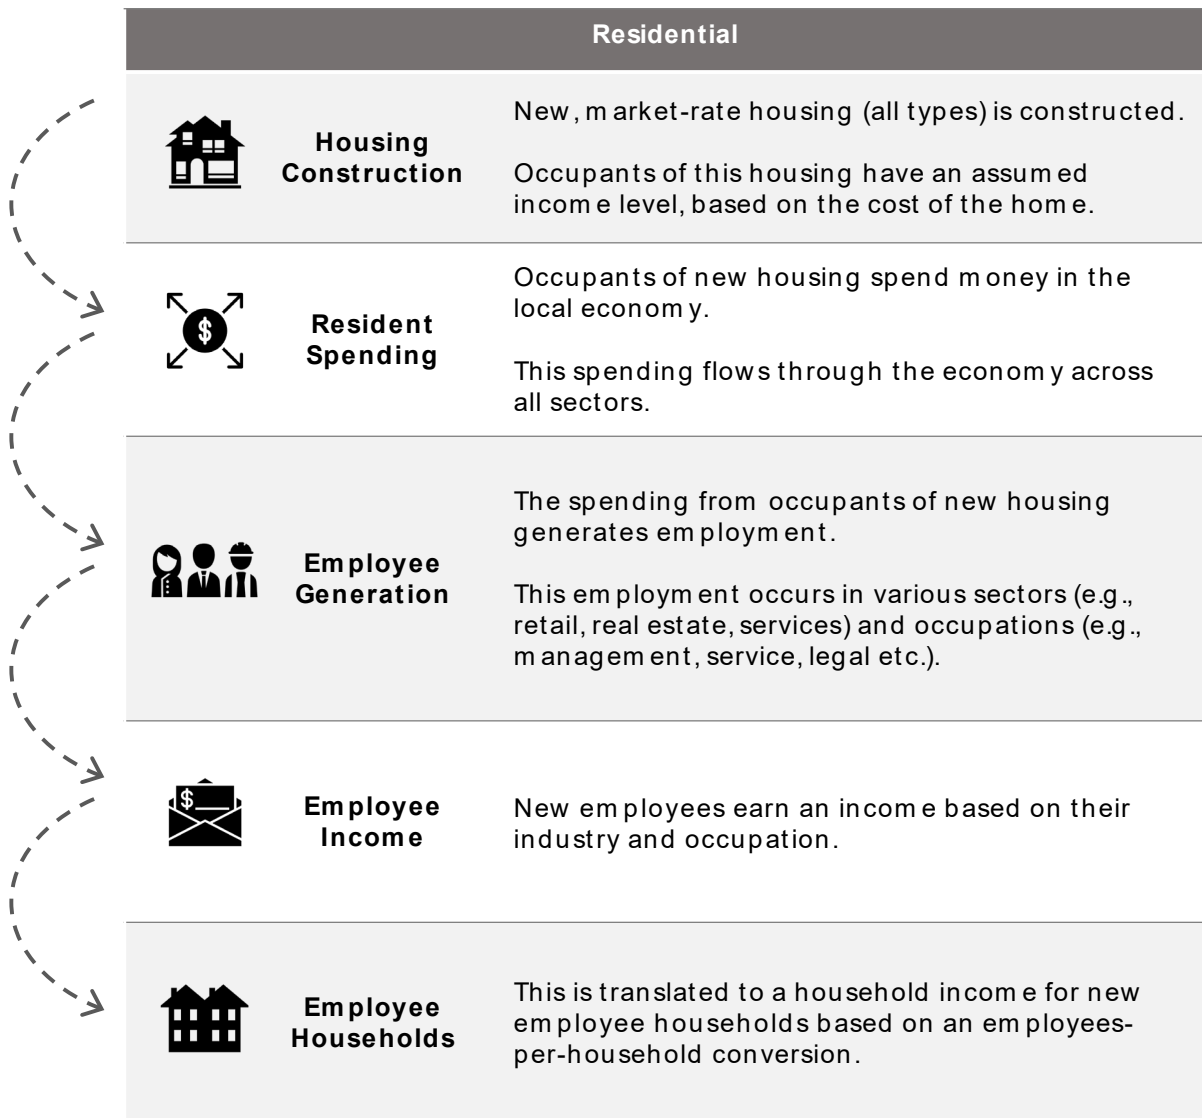 Residential
Housing
Construction
New, market-rate housing (all types) is constructed.
Occupants of this housing have an assumed
income level, based on the cost of the home.
$
Resident
Spending
Occupants of new housing spend money in the
local economy.
This spending flows through the economy across
all sectors.
Employee
Generation
The spending from occupants of new housing
generates employment.
This employment occurs in various sectors (e.g.,
retail, real estate, services) and occupations (e.g.,
management, service, legal etc.).
$
Employee
Income
New employees earn an income based on their
industry and occupation.
Employee
Households
This is translated to a household income for new
employee households based on an employees-
per-household conversion.